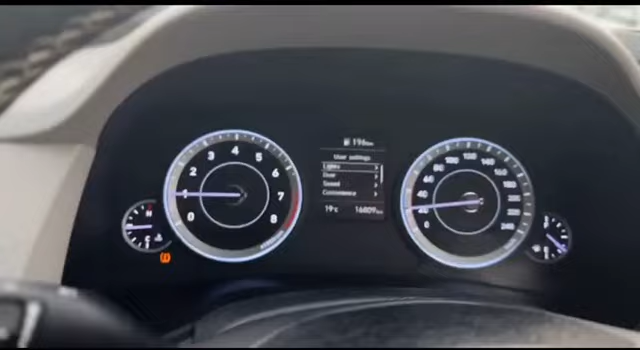 196km
User settings
Lights
Door
Sound
Convenience
19°C
16809km
0
1
2
3
4
5
6
7
8
H
C
0
20
40
60
80
100
120
140
160
180
200
220
240